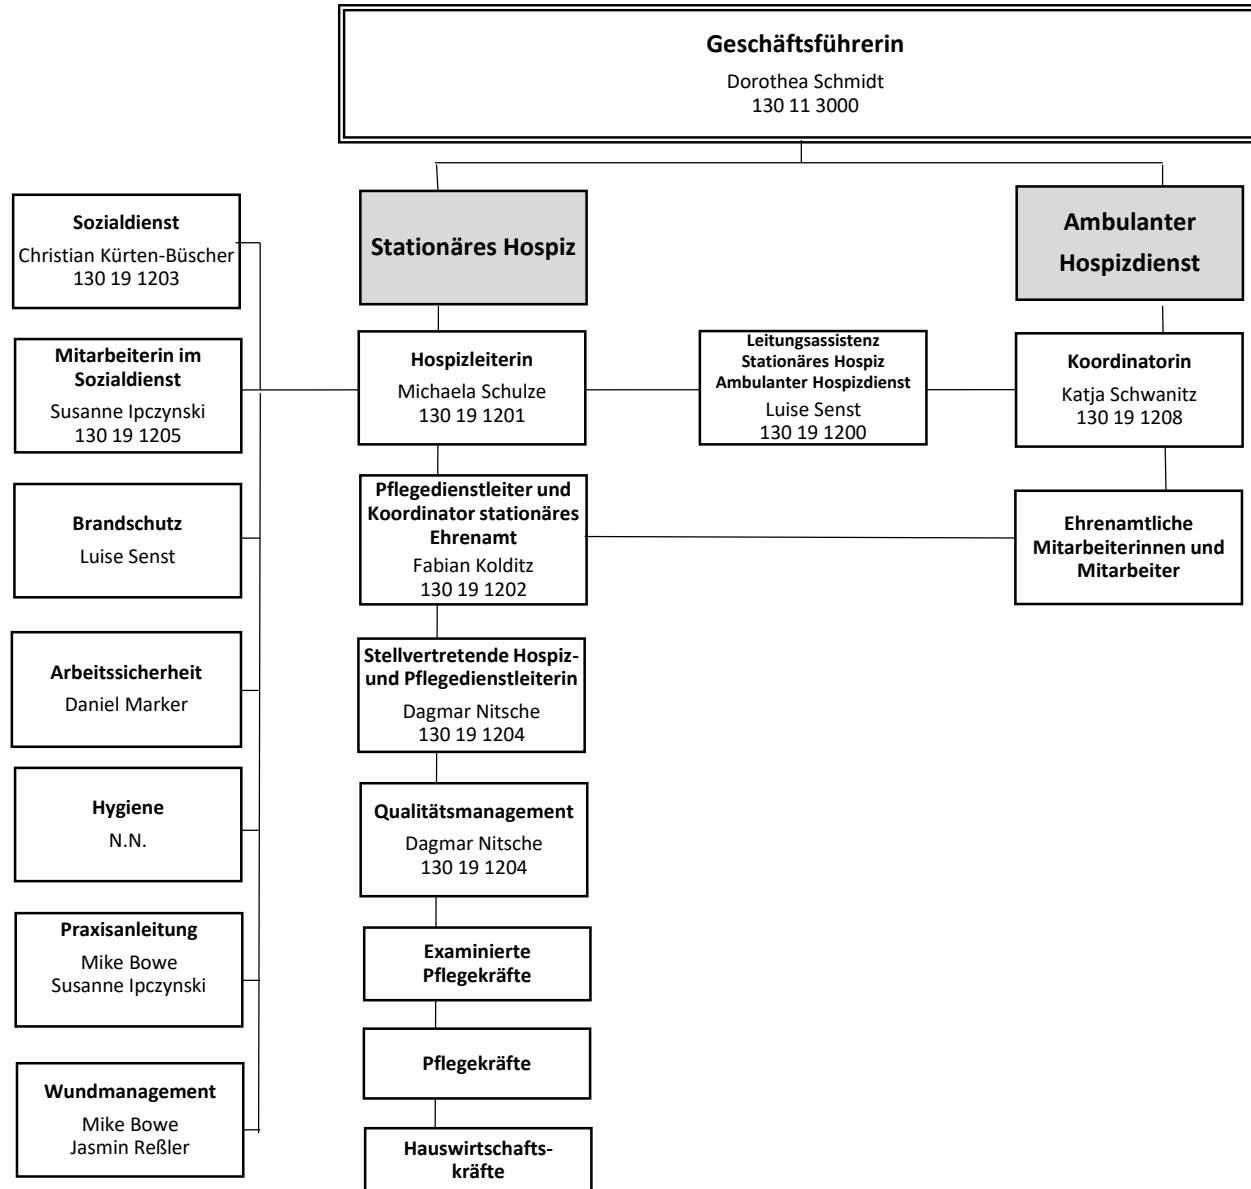 Geschäftsführerin
Dorothea Schmidt
130 11 3000
Stationäres Hospiz
Ambulanter
Hospizdienst
Sozialdienst
Christian Kürten-Büscher
130 19 1203
Mitarbeiterin im
Sozialdienst
Susanne Ipczynski
130 19 1205
Hospizleiterin
Michaela Schulze
130 19 1201
Leitungsassistenz
Stationäres Hospiz
Ambulanter Hospizdienst
Luise Senst
130 19 1200
Koordinatorin
Katja Schwanitz
130 19 1208
Brandschutz
Luise Senst
Pflegedienstleiter und
Koordinator stationäres
Ehrenamt
Fabian Kolditz
130 19 1202
Ehrenamtliche
Mitarbeiterinnen und
Mitarbeiter
Arbeitssicherheit
Daniel Marker
Stellvertretende Hospiz-
und Pflegedienstleiterin
Dagmar Nitsche
130 19 1204
Hygiene
N.N.
Qualitätsmanagement
Dagmar Nitsche
130 19 1204
Praxisanleitung
Mike Bowe
Susanne Ipczynski
Examinierte
Pflegekräfte
Wundmanagement
Mike Bowe
Jasmin Reßler
Pflegekräfte
Hauswirtschafts-
kräfte